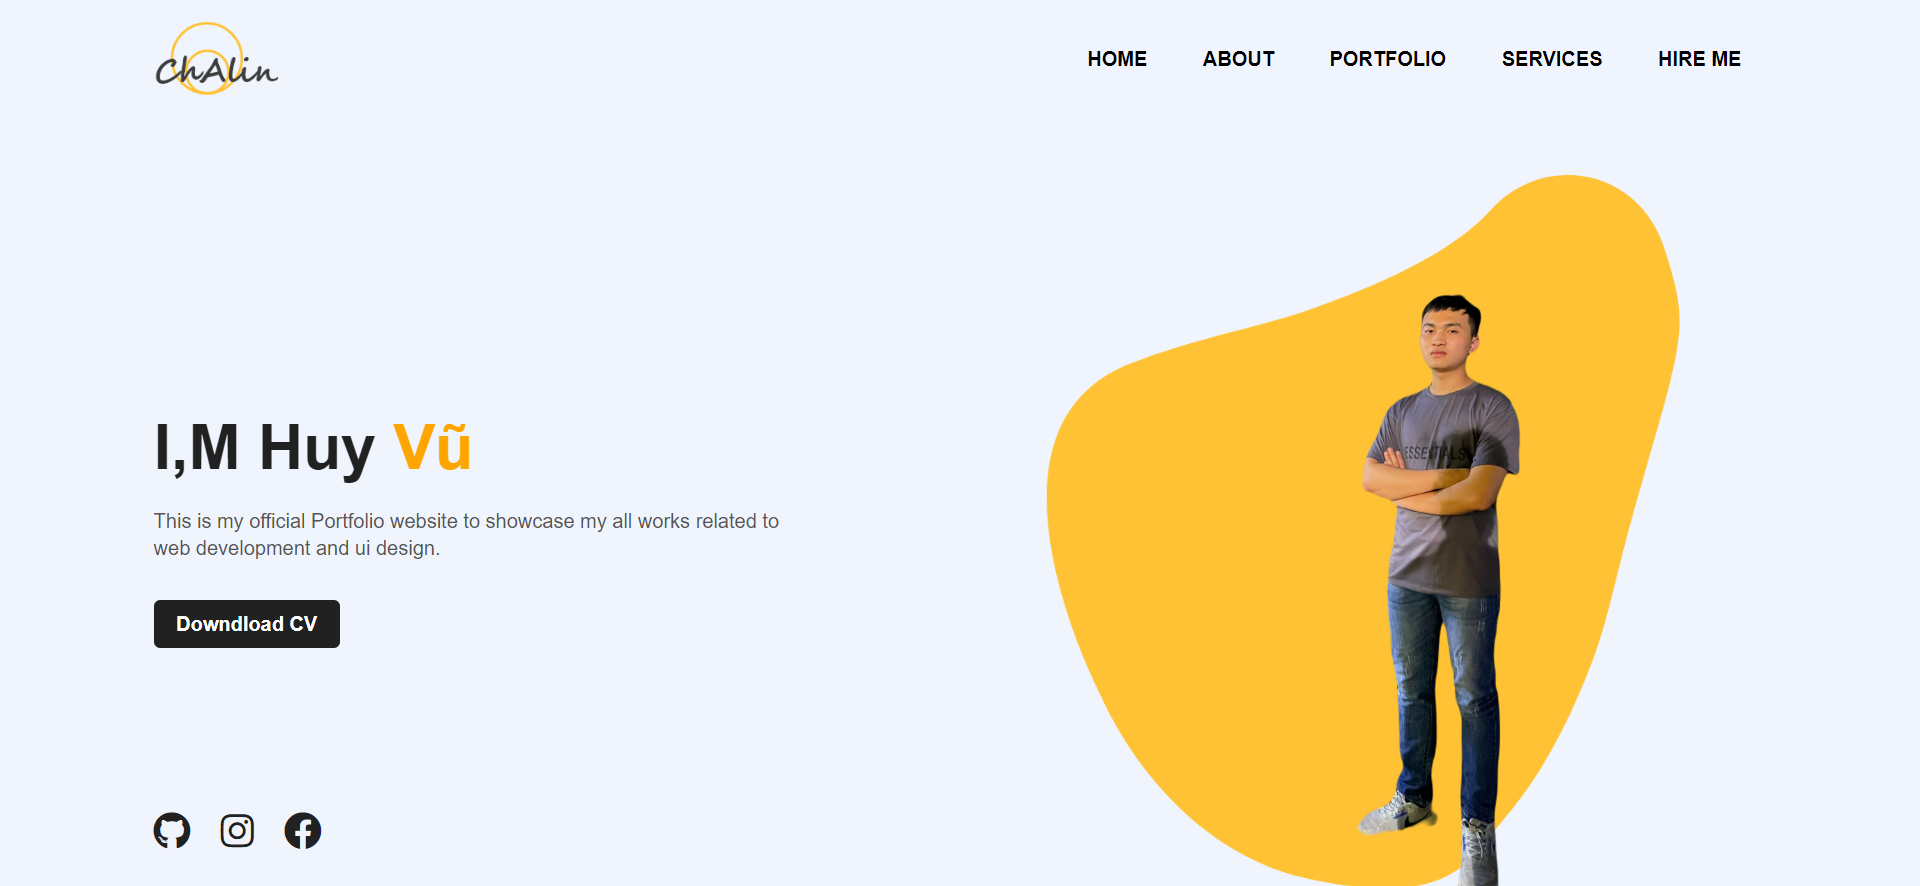 ChAlin
HOME ABOUT PORTFOLIO SERVICES HIRE ME
I,M Huy Vũ
This is my official Portfolio website to showcase my all works related to
web development and ui design.
Downdload CV
ESSENTIALS